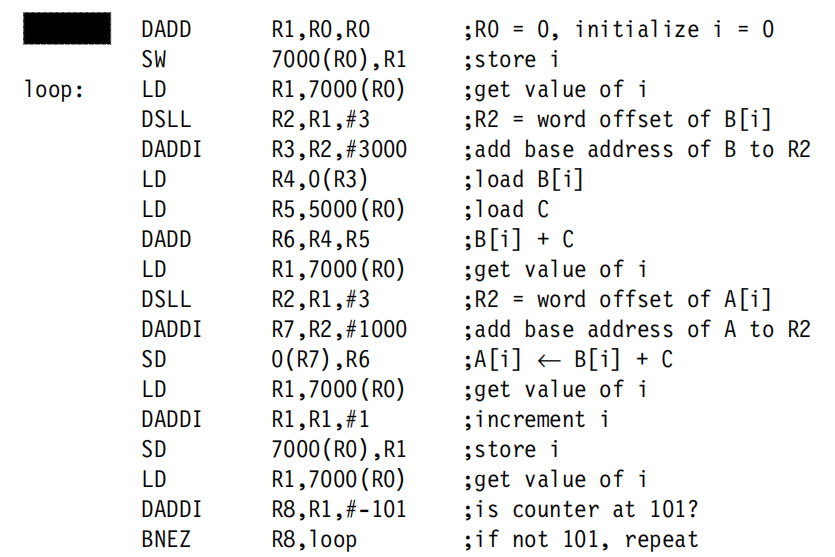 DADD R1,R0,R0 ;R0 = 0, initialize i = 0
SW 7000(R0),R1 ;store i
loop: LD R1,7000(R0) ;get value of i
DSLL R2,R1,#3 ;R2 = word offset of B[i]
DADDI R3,R2,#3000 ;add base address of B to R2
LD R4,0(R3) ;load B[i]
LD R5,5000(R0) ;load C
DADD R6,R4,R5 ;B[i] + C
LD R1,7000(R0) ;get value of i
DSLL R2,R1,#3 ;R2 = word offset of A[i]
DADDI R7,R2,#1000 ;add base address of A to R2
SD 0(R7),R6 ;A[i] ← B[i] + C
LD R1,7000(R0) ;get value of i
DADDI R1,R1,#1 ;increment i
SD 7000(R0),R1 ;store i
LD R1,7000(R0) ;get value of i
DADDI R8,R1,#-101 ;is counter at 101?
BNEZ R8,loop ;if not 101, repeat